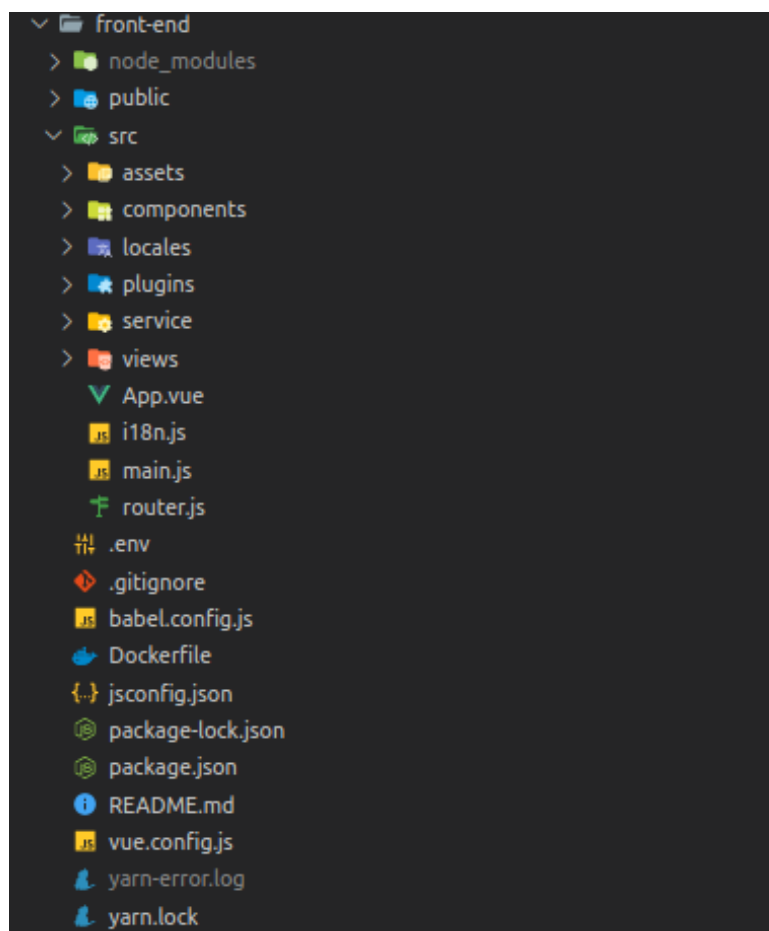 front-end
node_modules
public
src
assets
components
locales
plugins
service
views
App.vue
i18n.js
main.js
router.js
.env
.gitignore
babel.config.js
Dockerfile
jsconfig.json
package-lock.json
package.json
README.md
vue.config.js
yarn-error.log
yarn.lock